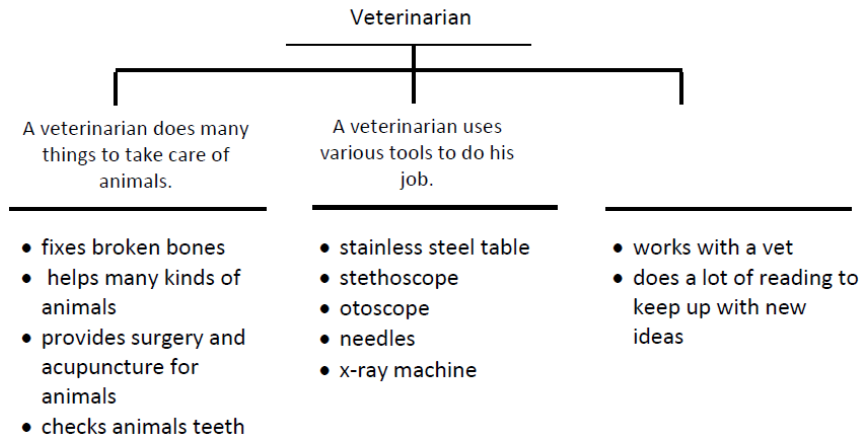 Veterinarian
A veterinarian does many
things to take care of
animals.
A veterinarian uses
various tools to do his
job.
• fixes broken bones
• helps many kinds of
animals
• provides surgery and
acupuncture for
animals
• checks animals teeth
• stainless steel table
• stethoscope
• otoscope
• needles
• x-ray machine
• works with a vet
• does a lot of reading to
keep up with new
ideas